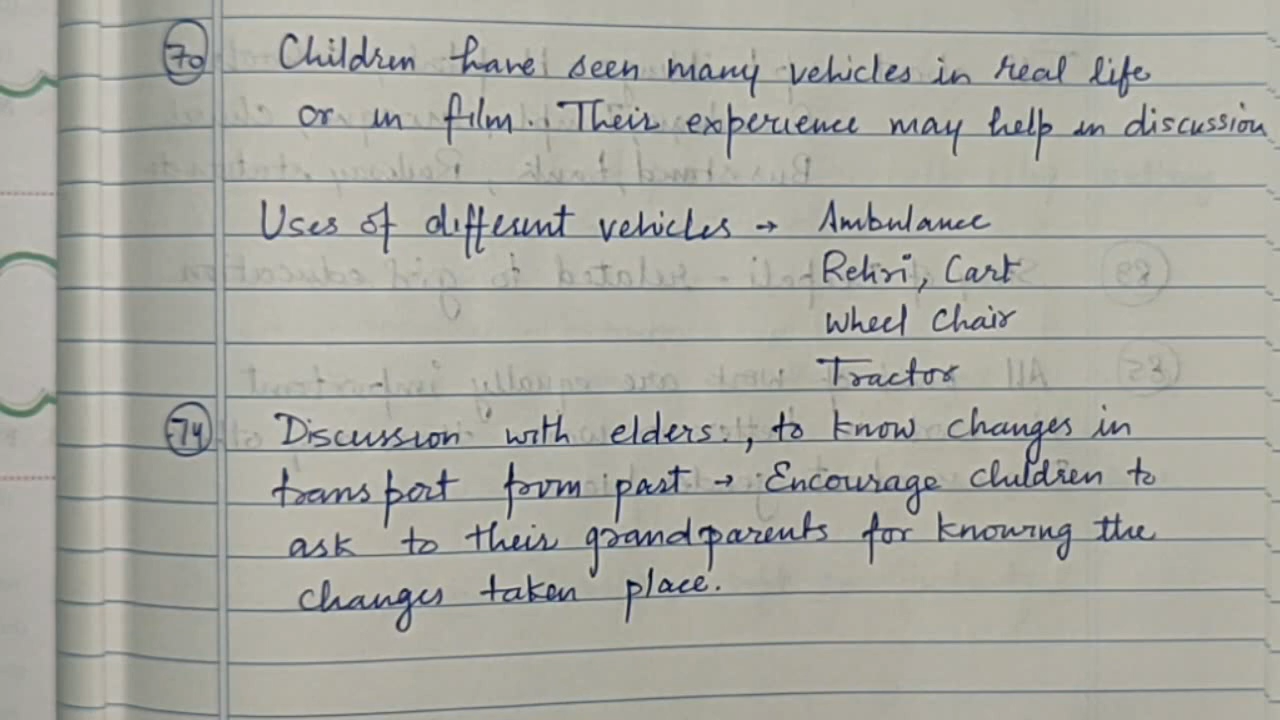 70 Children have seen many vehicles in real life
or in film. Their experience may help in discussion
Uses of different vehicles → Ambulance
Rehri, Cart
Wheel Chair
Tractor
74 Discussion with elders, to know changes in
transport from past → Encourage children to
ask to their grandparents for knowing the
changes taken place.